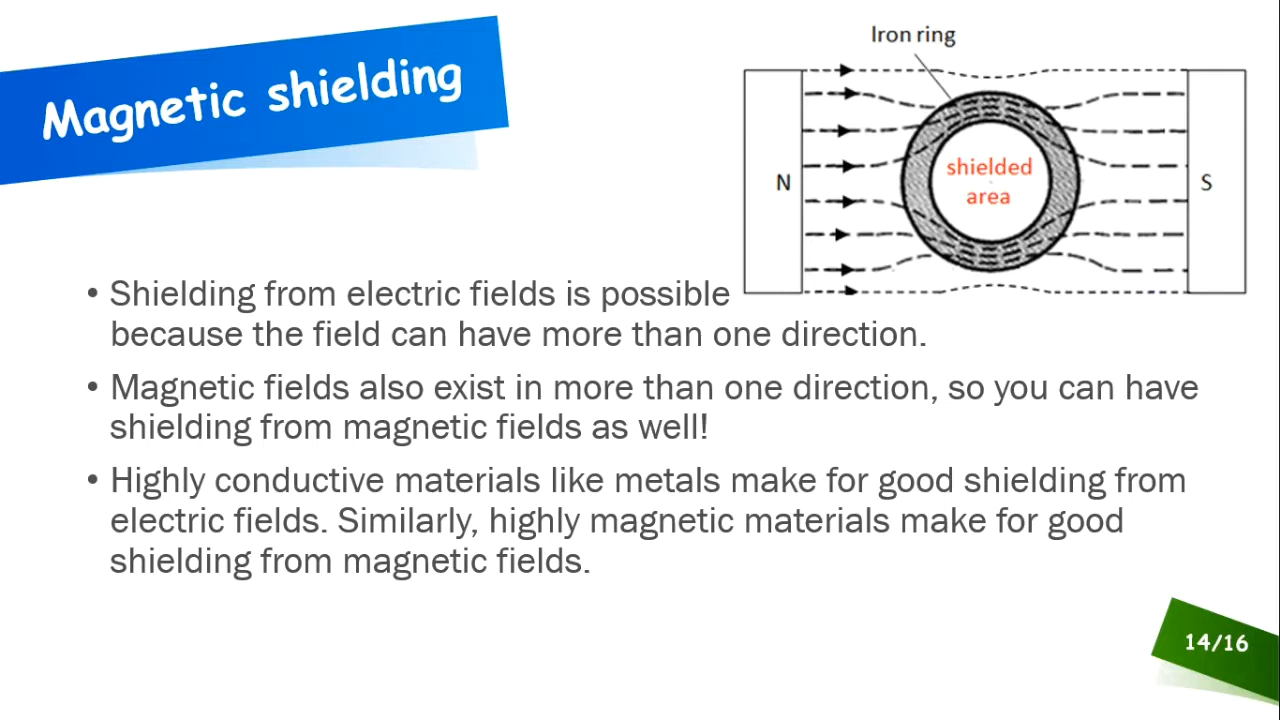 Magnetic shielding
Iron ring
N
shielded
area
S
• Shielding from electric fields is possible
because the field can have more than one direction.
• Magnetic fields also exist in more than one direction, so you can have
shielding from magnetic fields as well!
• Highly conductive materials like metals make for good shielding from
electric fields. Similarly, highly magnetic materials make for good
shielding from magnetic fields.
14/16